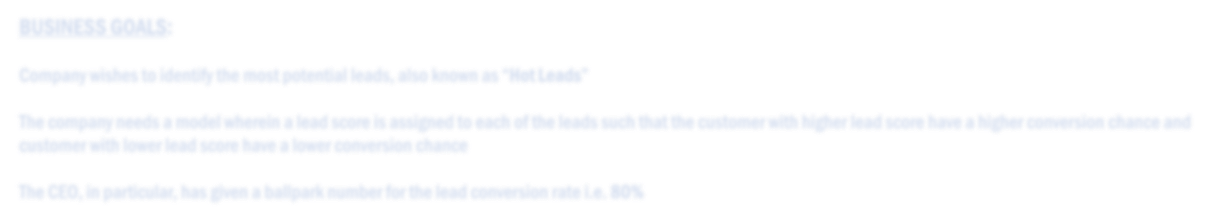 BUSINESS GOALS:
Company wishes to identify the most potential leads, also known as “Hot Leads”
The company needs a model wherein a lead score is assigned to each of the leads such that the customer with higher lead score have a higher conversion chance and
customer with lower lead score have a lower conversion chance
The CEO, in particular, has given a ballpark number for the lead conversion rate i.e. 80%